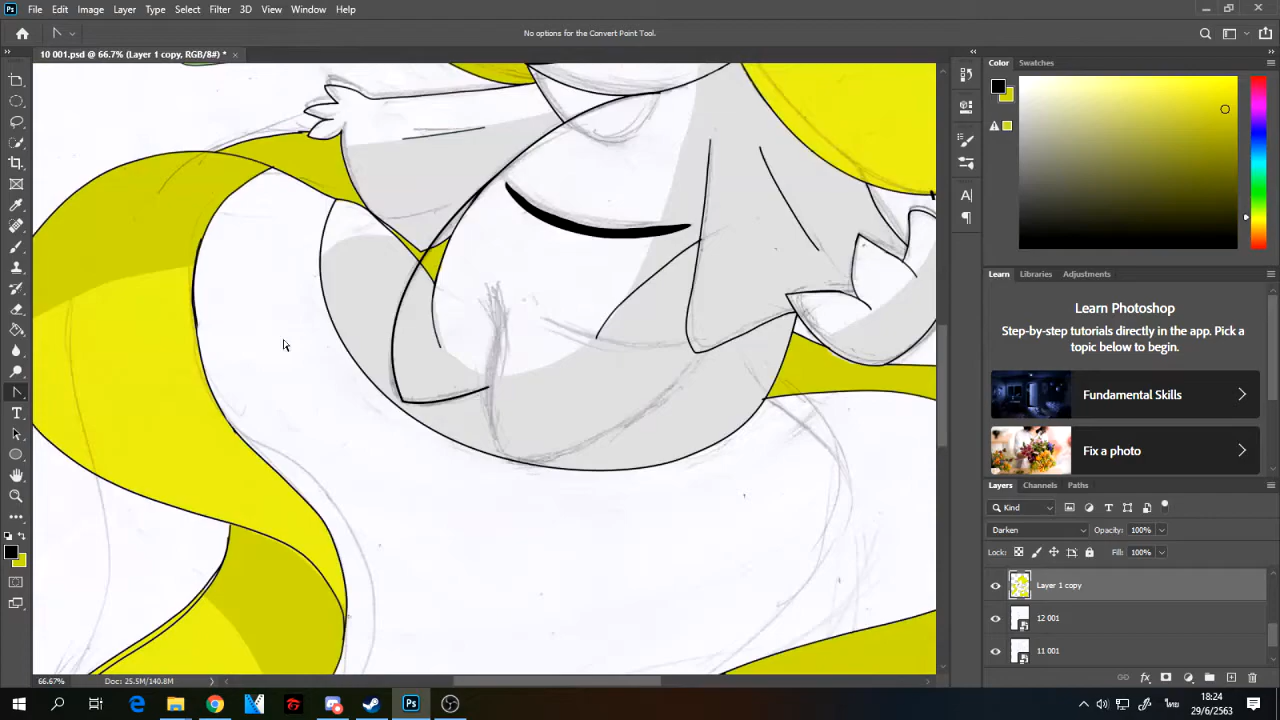 Ps File Edit Image Layer Type Select Filter 3D View Window Help
No options for the Convert Point Tool.
10 001.psd @ 66.7% (Layer 1 copy, RGB/8#) * ×
Color Swatches
Learn Libraries Adjustments
Learn Photoshop
Step-by-step tutorials directly in the app. Pick a
topic below to begin.
Fundamental Skills
Fix a photo
Layers Channels Paths
Kind
Darken Opacity: 100%
Lock: Fill: 100%
Layer 1 copy
12 001
11 001
66.67% Doc: 25.5M/140.8M
18:24
ไทย
29/6/2563